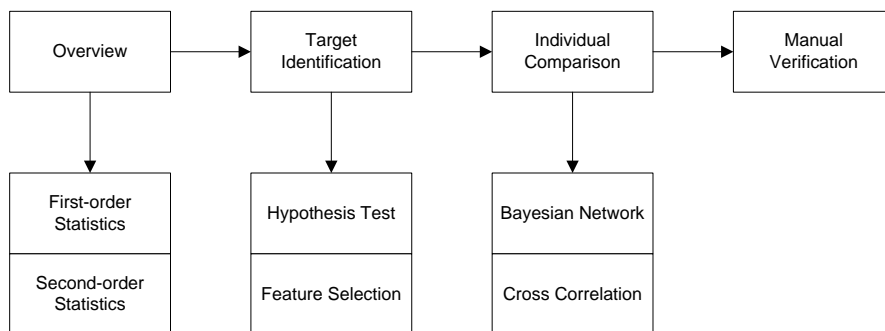 Overview
Target
Identification
Individual
Comparison
Manual
Verification
First-order
Statistics
Hypothesis Test
Bayesian Network
Second-order
Statistics
Feature Selection
Cross Correlation